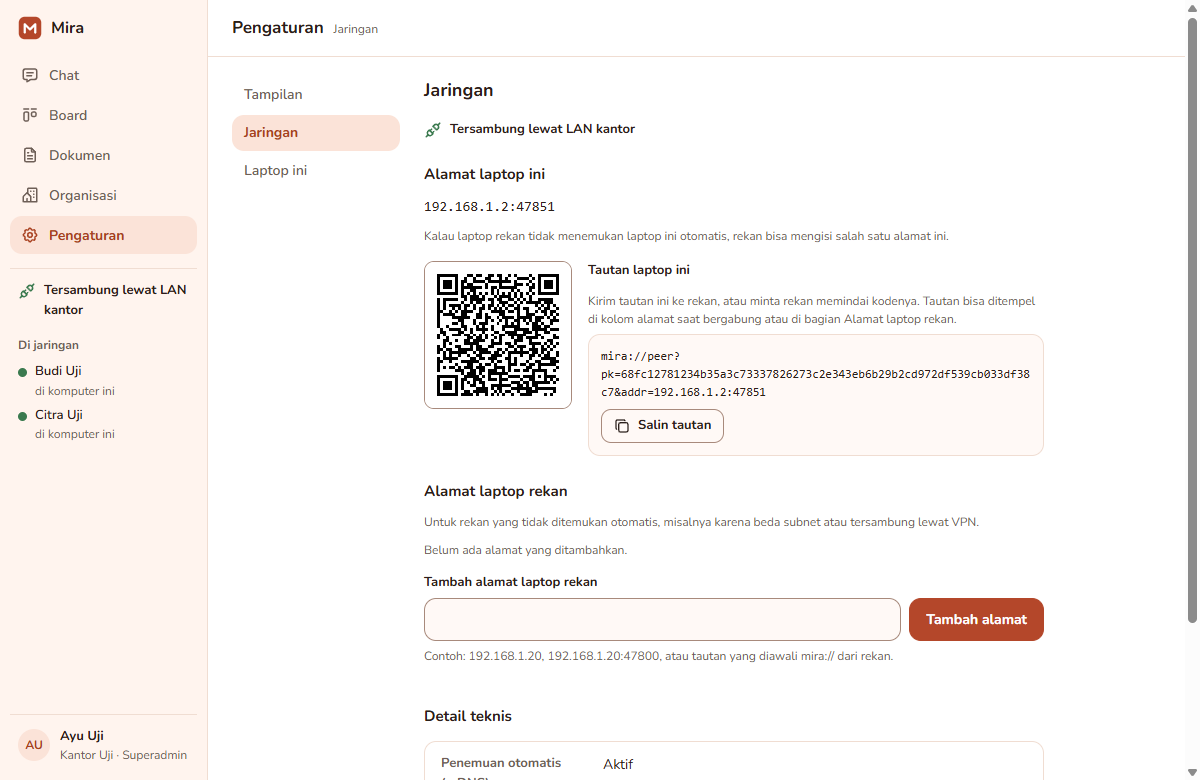 Mira
Chat
Board
Dokumen
Organisasi
Pengaturan
Tersambung lewat LAN
kantor
Di jaringan
Budi Uji
di komputer ini
Citra Uji
di komputer ini
AU
Ayu Uji
Kantor Uji · Superadmin
Pengaturan Jaringan
Tampilan
Jaringan
Laptop ini
Jaringan
Tersambung lewat LAN kantor
Alamat laptop ini
192.168.1.2:47851
Kalau laptop rekan tidak menemukan laptop ini otomatis, rekan bisa mengisi salah satu alamat ini.
Tautan laptop ini
Kirim tautan ini ke rekan, atau minta rekan memindai kodenya. Tautan bisa ditempel
di kolom alamat saat bergabung atau di bagian Alamat laptop rekan.
mira://peer?
pk=68fc12781234b35a3c73337826273c2e343eb6b29b2cd972df539cb033df38
c7&addr=192.168.1.2:47851
Salin tautan
Alamat laptop rekan
Untuk rekan yang tidak ditemukan otomatis, misalnya karena beda subnet atau tersambung lewat VPN.
Belum ada alamat yang ditambahkan.
Tambah alamat laptop rekan
Tambah alamat
Contoh: 192.168.1.20, 192.168.1.20:47800, atau tautan yang diawali mira:// dari rekan.
Detail teknis
Penemuan otomatis
Aktif